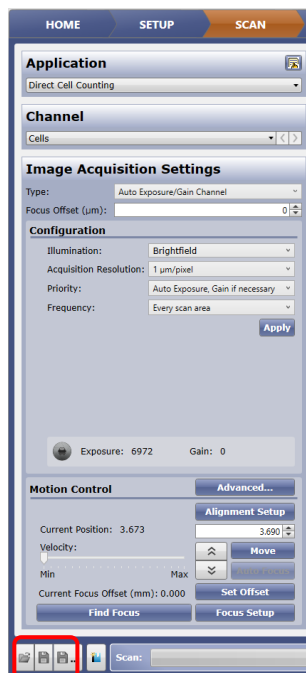 HOME SETUP SCAN
Application
Direct Cell Counting
Channel
Cells
Image Acquisition Settings
Type: Auto Exposure/Gain Channel
Focus Offset (µm): 0
Configuration
Illumination: Brightfield
Acquisition Resolution: 1 µm/pixel
Priority: Auto Exposure, Gain if necessary
Frequency: Every scan area
Apply
Exposure: 6972 Gain: 0
Motion Control Advanced...
Alignment Setup
Current Position: 3.673 3.690
Velocity: Move
Min Max
Current Focus Offset (mm): 0.000 Set Offset
Find Focus Focus Setup
Scan: